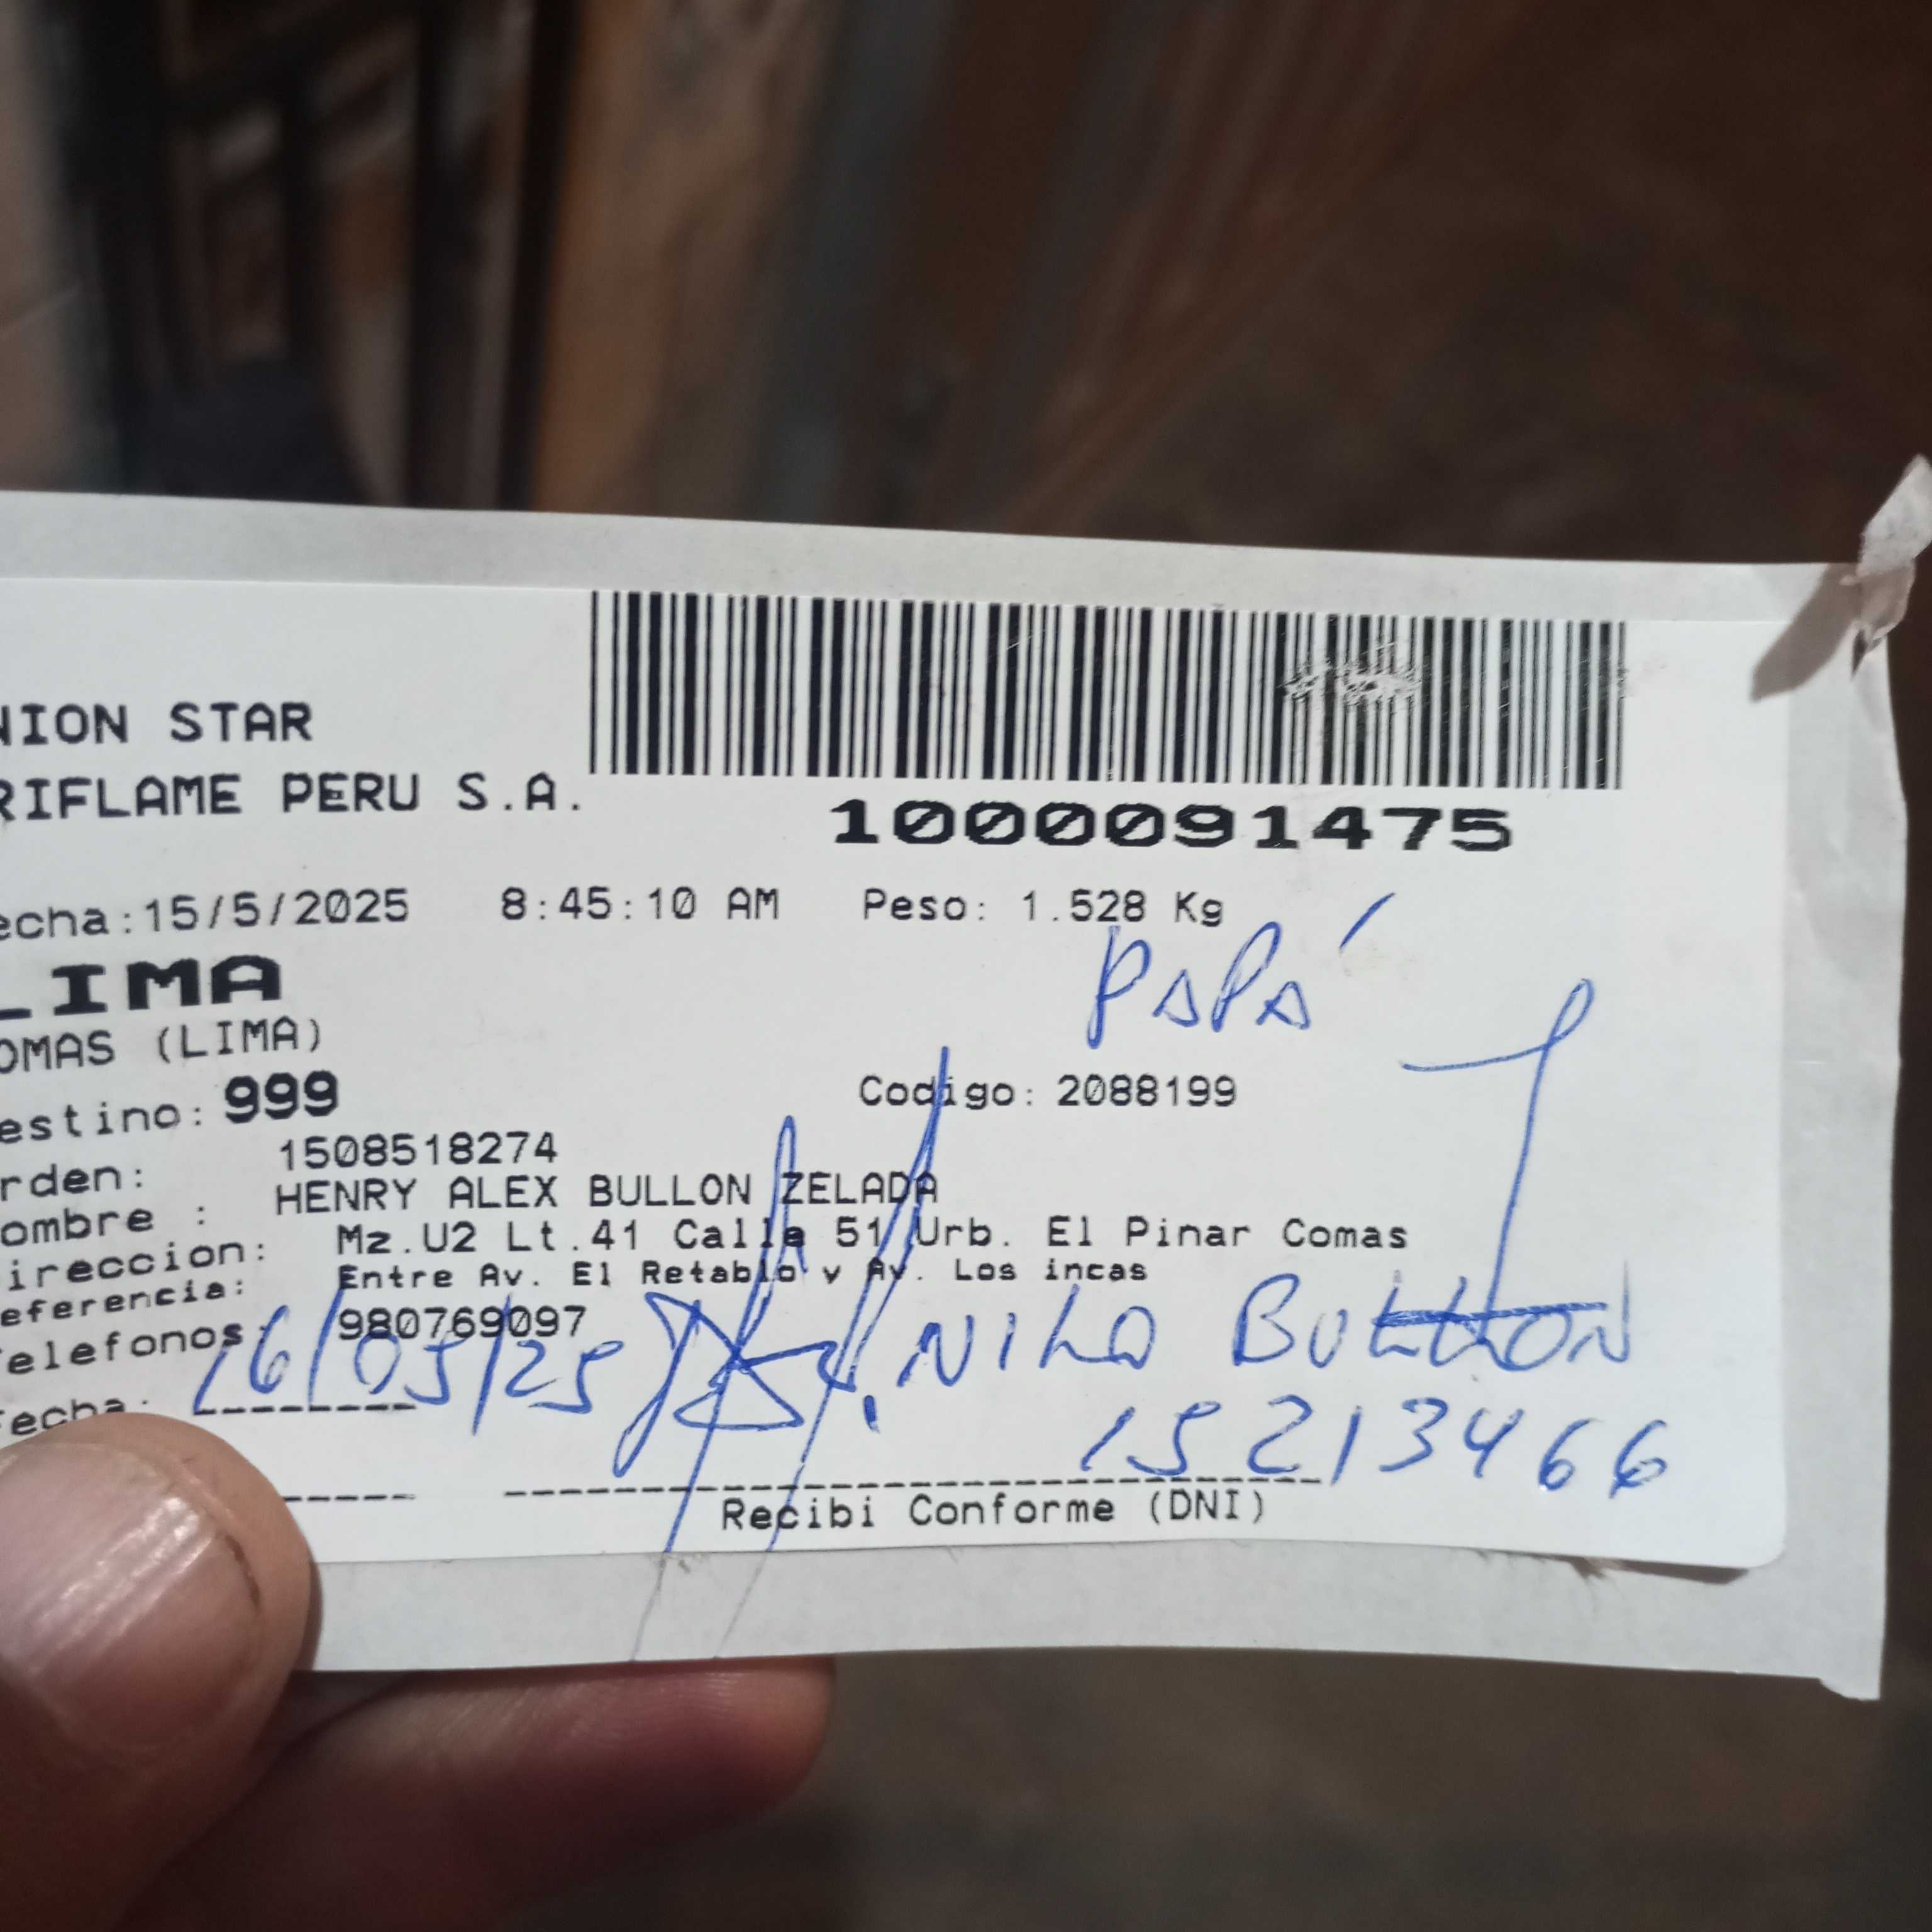 NION STAR
RIFLAME PERU S.A.
1000091475
echa:15/5/2025 8:45:10 AM Peso: 1.528 Kg
PAPÁ
LIMA
OMAS (LIMA)
estino: 999 Codigo: 2088199
rden: 1508518274
ombre : HENRY ALEX BULLON ZELADA
ireccion: Mz.U2 Lt.41 Calle 51 Urb. El Pinar Comas
eferencia: Entre Av. El Retablo y Av. Los incas
elefonos: 980769097
echa: 16/05/25 NILO BULLON
15213466
Recibi Conforme (DNI)